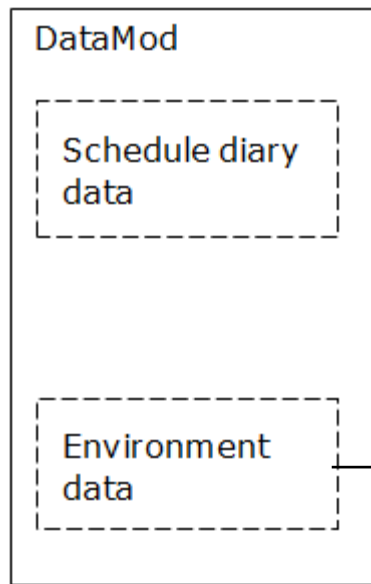 DataMod
Schedule diary
data
Environment
data